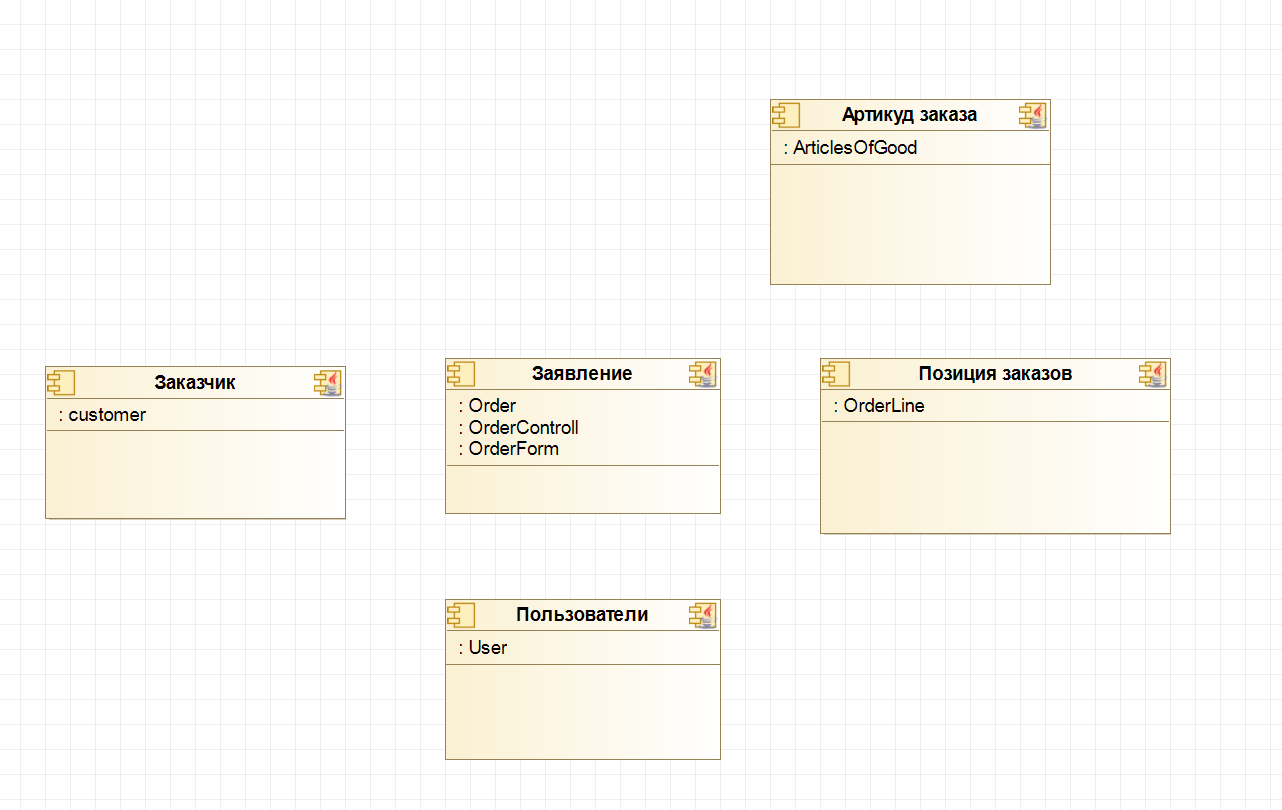 Артикуд заказа
: ArticlesOfGood
Заказчик
: customer
Заявление
: Order
: OrderControll
: OrderForm
Позиция заказов
: OrderLine
Пользователи
: User